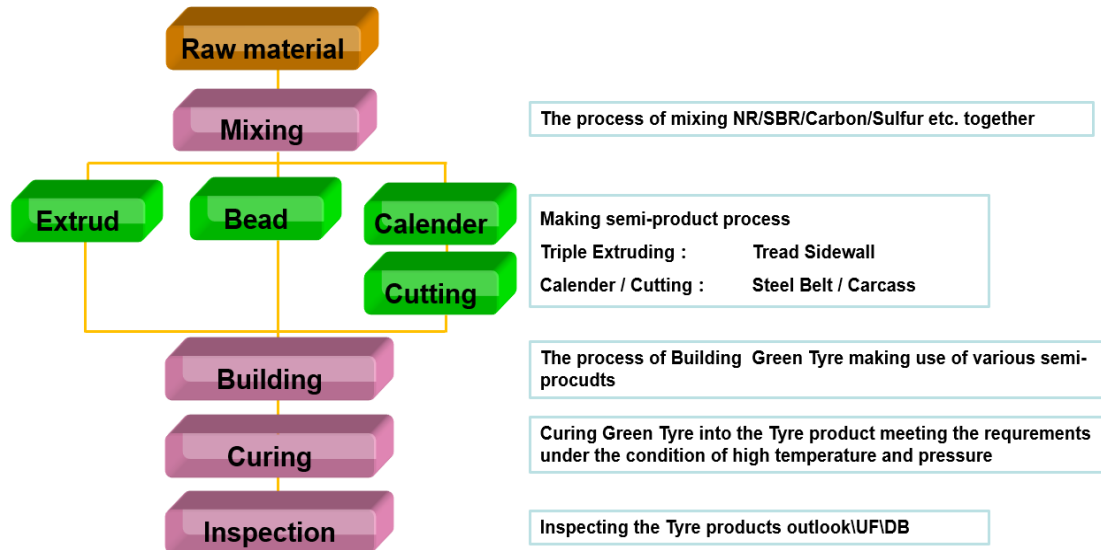 Raw material
Mixing
The process of mixing NR/SBR/Carbon/Sulfur etc. together
Extrud
Bead
Calender
Cutting
Making semi-product process
Triple Extruding : Tread Sidewall
Calender / Cutting : Steel Belt / Carcass
Building
The process of Building Green Tyre making use of various semi-
procudts
Curing
Curing Green Tyre into the Tyre product meeting the requrements
under the condition of high temperature and pressure
Inspection
Inspecting the Tyre products outlook\UF\DB